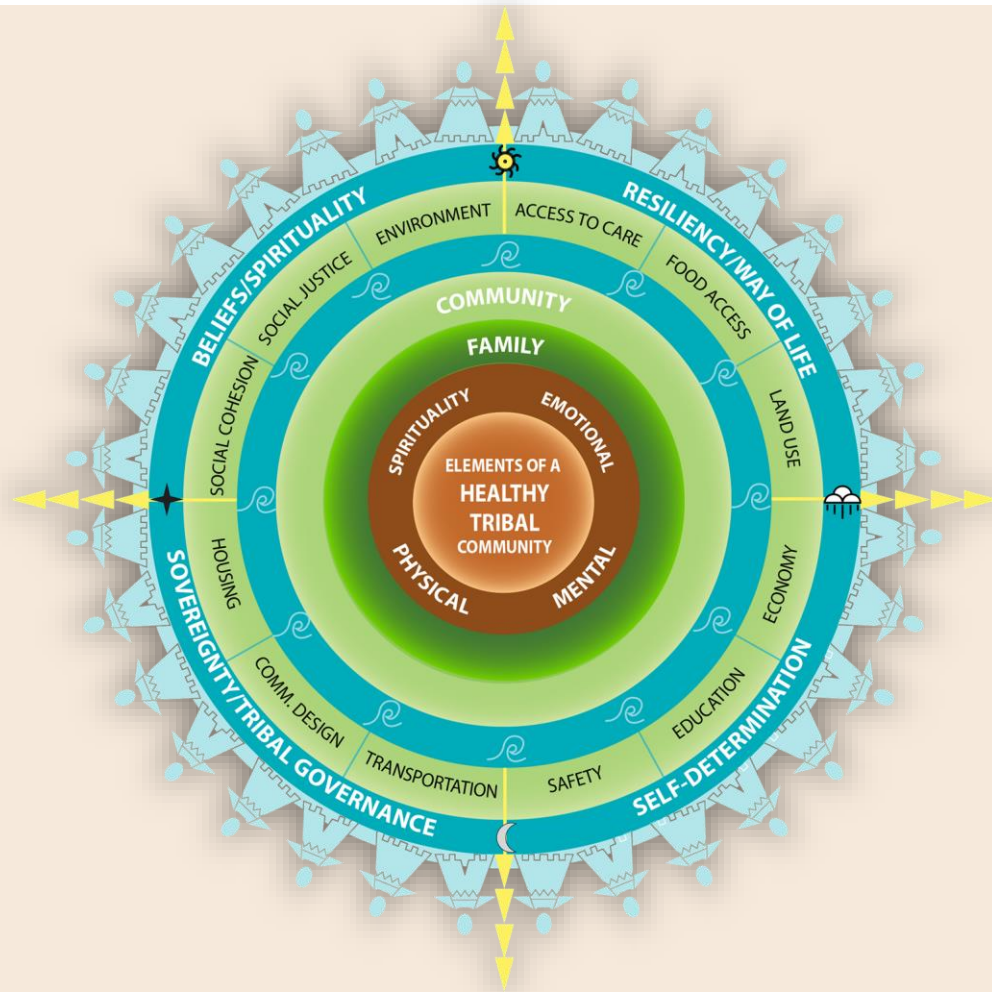 BELIEFS/SPIRITUALITY
RESILIENCY/WAY OF LIFE
SELF-DETERMINATION
SOVEREIGNTY/TRIBAL GOVERNANCE
ENVIRONMENT
ACCESS TO CARE
FOOD ACCESS
LAND USE
ECONOMY
EDUCATION
SAFETY
TRANSPORTATION
COMM. DESIGN
HOUSING
SOCIAL COHESION
SOCIAL JUSTICE
COMMUNITY
FAMILY
SPIRITUALITY
EMOTIONAL
MENTAL
PHYSICAL
ELEMENTS OF A
HEALTHY
TRIBAL
COMMUNITY